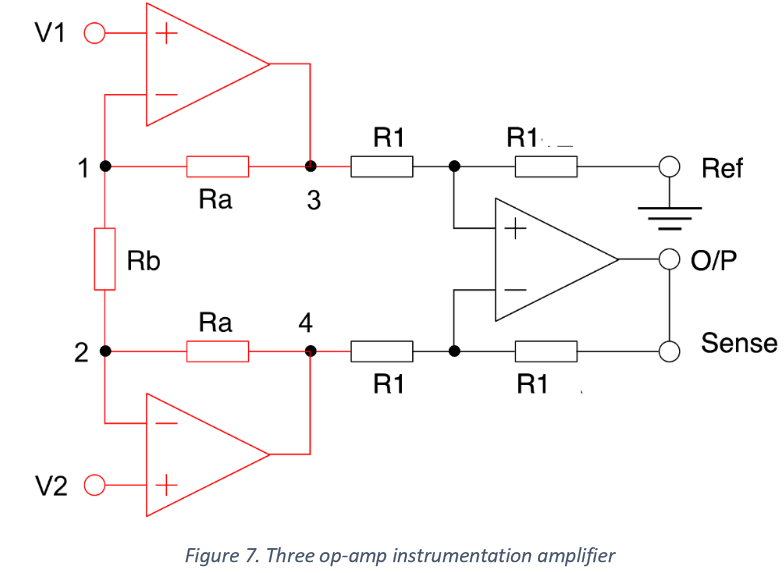 V1
+
−
R1
R1
1
Ra
3
Ref
Rb
+
−
O/P
Ra
4
2
Sense
R1
R1
−
V2
+
Figure 7. Three op-amp instrumentation amplifier